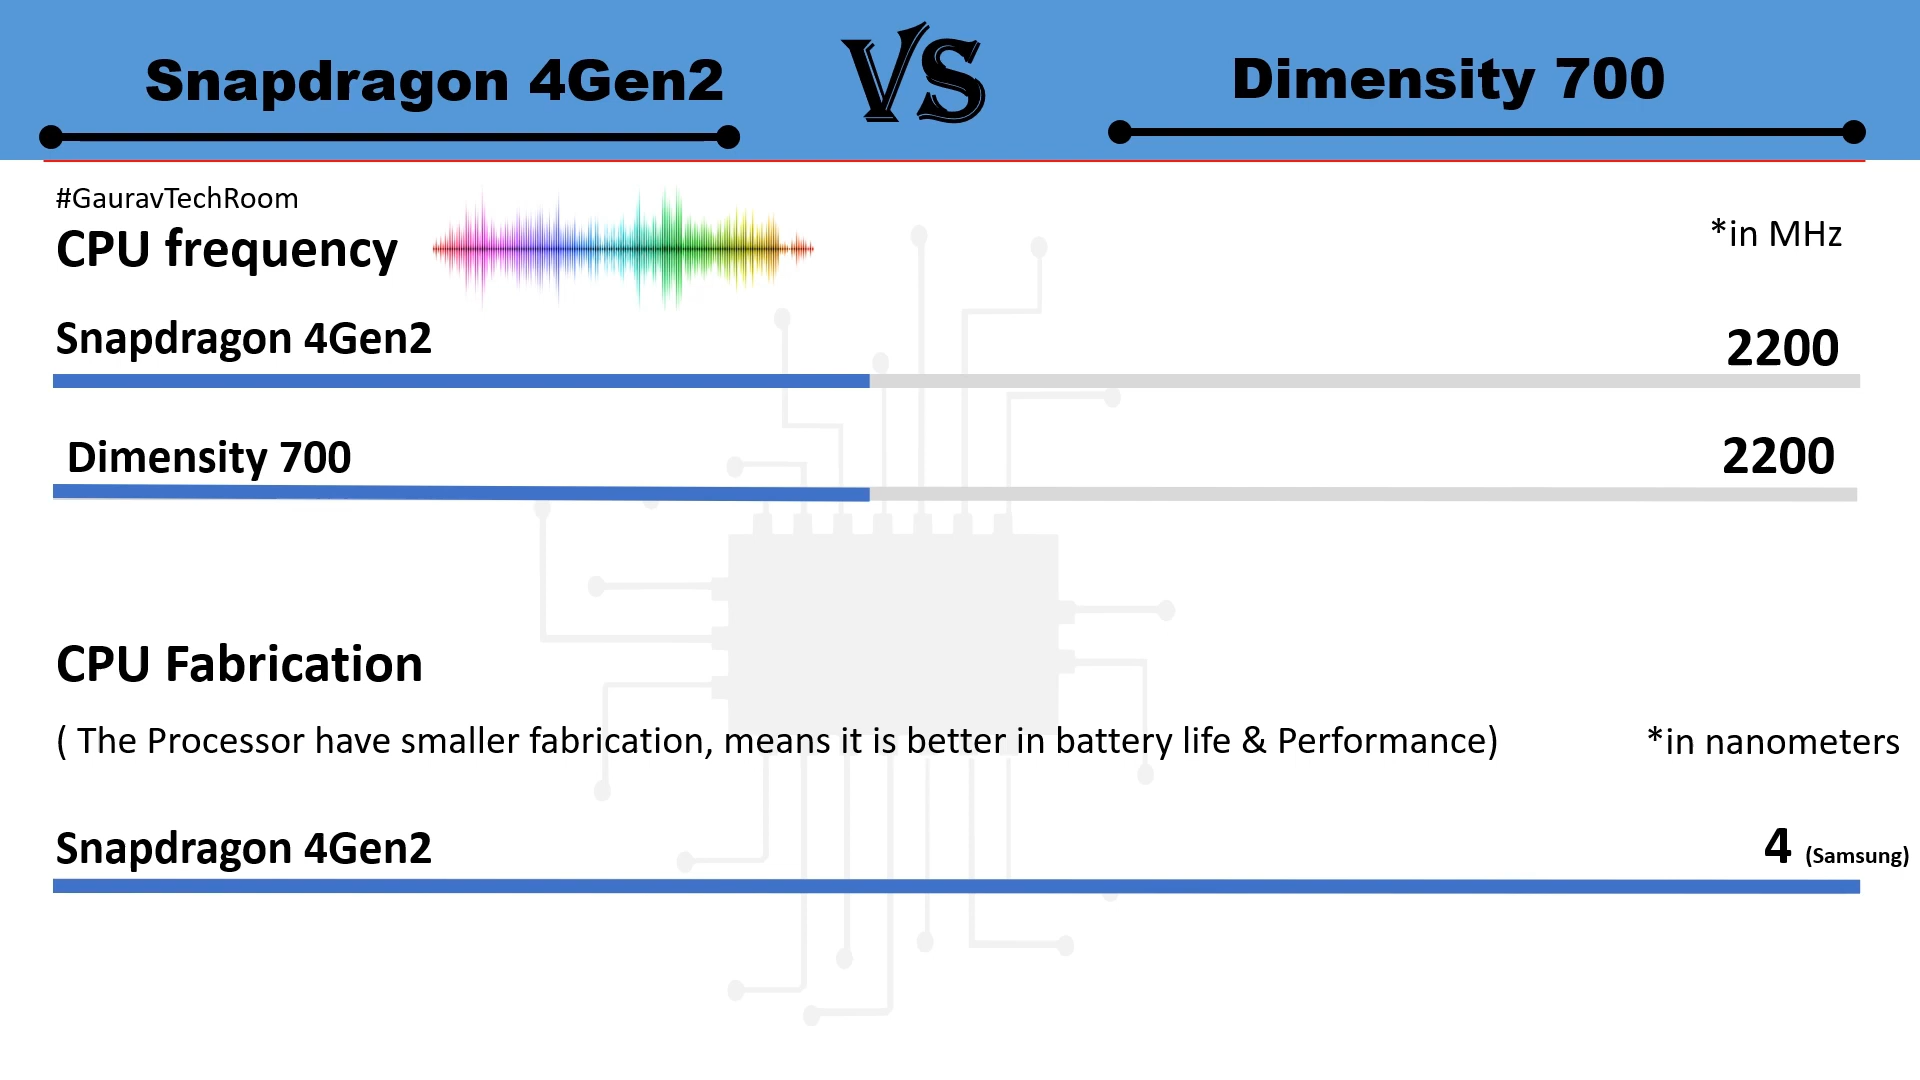 Snapdragon 4Gen2 VS Dimensity 700
#GauravTechRoom
CPU frequency
*in MHz
Snapdragon 4Gen2 2200
Dimensity 700 2200
CPU Fabrication
( The Processor have smaller fabrication, means it is better in battery life & Performance) *in nanometers
Snapdragon 4Gen2 4 (Samsung)